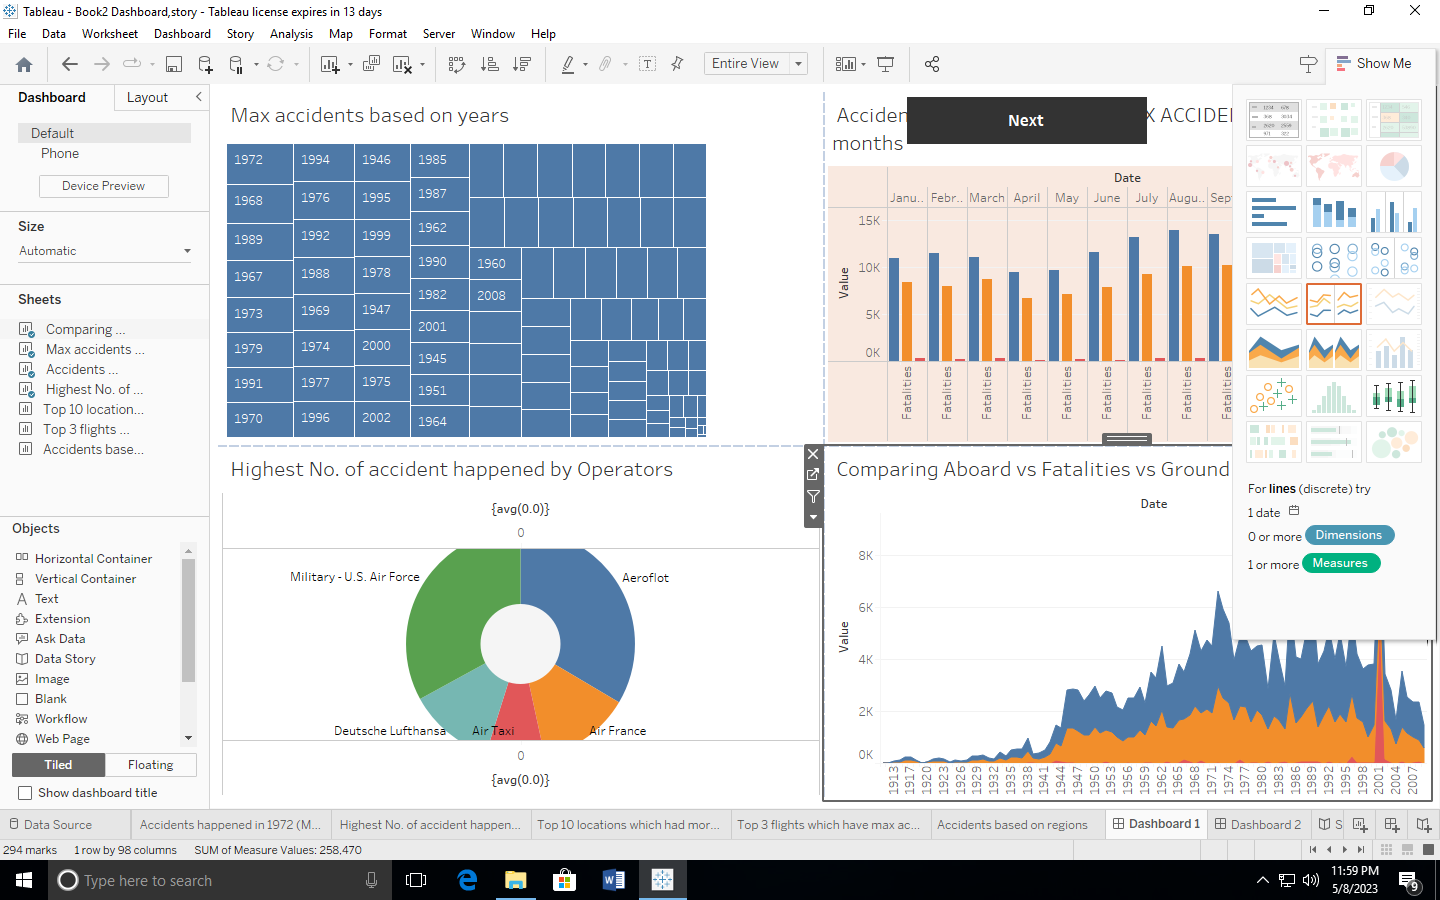 Tableau - Book2 Dashboard,story - Tableau license expires in 13 days
File Data Worksheet Dashboard Story Analysis Map Format Server Window Help
Entire View
Show Me
Dashboard Layout
Default
Phone
Device Preview
Size
Automatic
Sheets
Comparing ...
Max accidents ...
Accidents ...
Highest No. of ...
Top 10 location...
Top 3 flights ...
Accidents base...
Objects
Horizontal Container
Vertical Container
Text
Extension
Ask Data
Data Story
Image
Blank
Workflow
Web Page
Tiled Floating
Show dashboard title
Max accidents based on years
1972 1994 1946 1985
1968 1976 1995 1987
1989 1992 1999 1962
1967 1988 1978 1990 1960
1973 1969 1947 1982 2008
1979 1974 2000 2001
1991 1977 1975 1945
1970 1996 2002 1951
1964
Acciden
Next
X ACCIDE
months
Date
Janu.. Febr.. March April May June July Augu.. Sep
Value
15K
10K
5K
0K
Fatalities Fatalities Fatalities Fatalities Fatalities Fatalities Fatalities Fatalities Fatalities
Highest No. of accident happened by Operators
{avg(0.0)}
0
Military - U.S. Air Force
Aeroflot
Deutsche Lufthansa
Air Taxi
Air France
0
{avg(0.0)}
Comparing Aboard vs Fatalities vs Ground
Date
Value
8K
6K
4K
2K
0K
1913 1917 1920 1923 1926 1929 1932 1935 1938 1941 1944 1947 1950 1953 1956 1959 1962 1965 1968 1971 1974 1977 1980 1983 1986 1989 1992 1995 1998 2001 2004 2007
For lines (discrete) try
1 date
0 or more Dimensions
1 or more Measures
Data Source
Accidents happened in 1972 (M...
Highest No. of accident happen...
Top 10 locations which had mor...
Top 3 flights which have max ac...
Accidents based on regions
Dashboard 1
Dashboard 2
S
294 marks 1 row by 98 columns SUM of Measure Values: 258,470
Type here to search
11:59 PM
5/8/2023
9